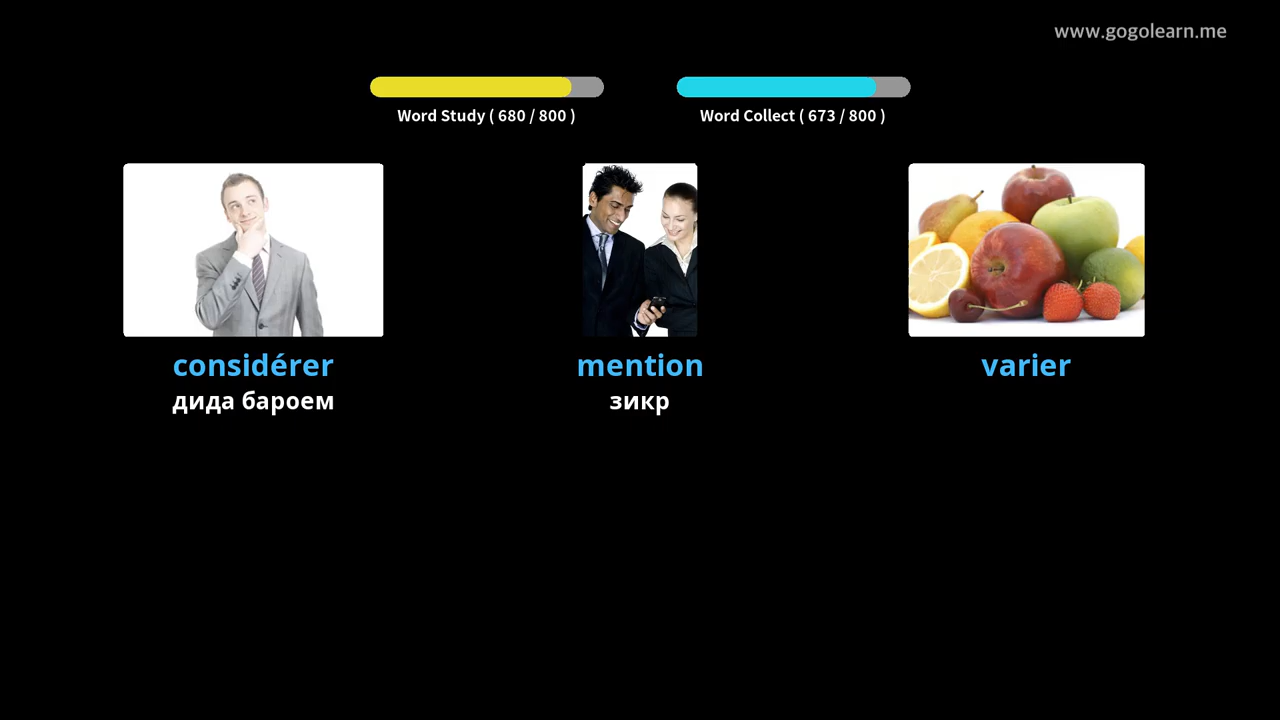 www.gogolearn.me
Word Study ( 680 / 800 )
Word Collect ( 673 / 800 )
considérer
mention
varier
дида бароем
зикр